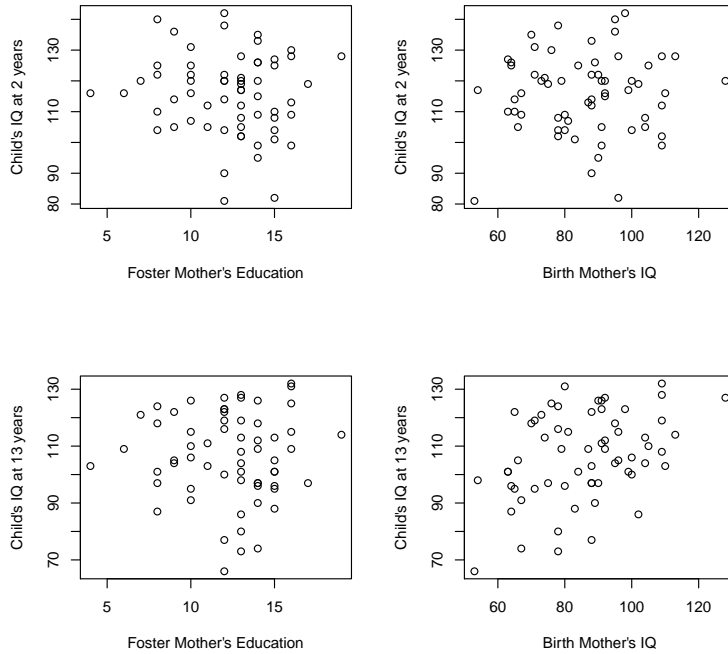 Child's IQ at 2 years
80 90 110 130
5 10 15
Foster Mother's Education
Child's IQ at 2 years
80 90 110 130
60 80 100 120
Birth Mother's IQ
Child's IQ at 13 years
70 90 110 130
5 10 15
Foster Mother's Education
Child's IQ at 13 years
70 90 110 130
60 80 100 120
Birth Mother's IQ